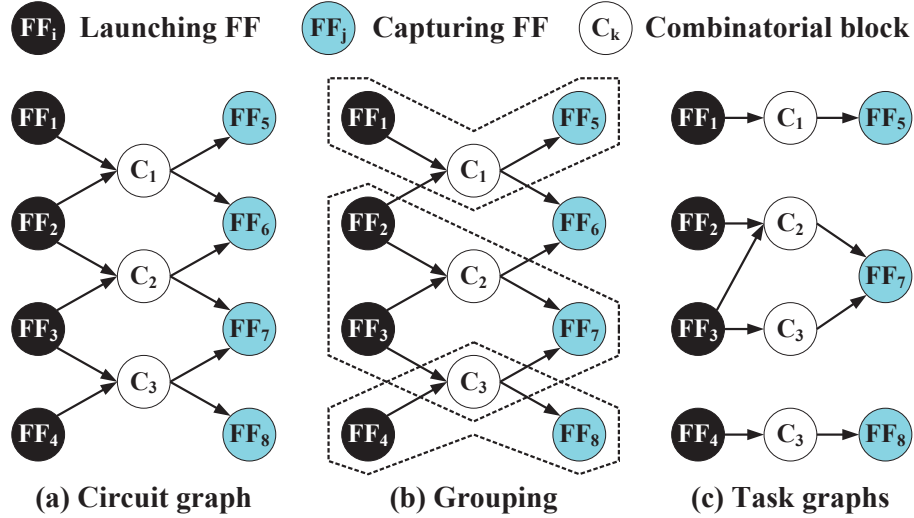 FFi Launching FF FFj Capturing FF Ck Combinatorial block
FF1 FF5 FF1 FF5 FF1 C1 FF5
C1 C1
FF2 FF6 FF2 FF6 FF2 C2
C2 C2 FF7
FF3 FF7 FF3 FF7 FF3 C3
C3 C3
FF4 FF8 FF4 FF8 FF4 C3 FF8
(a) Circuit graph (b) Grouping (c) Task graphs